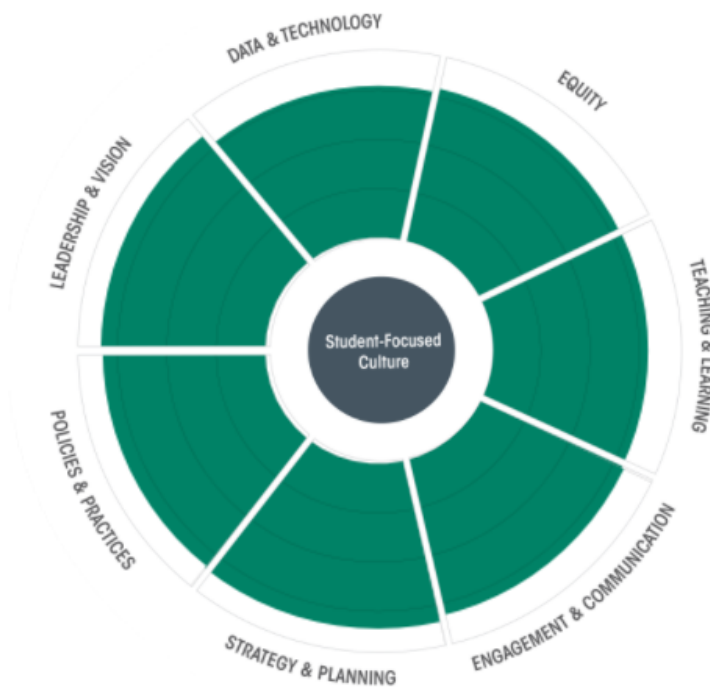 DATA & TECHNOLOGY
EQUITY
LEADERSHIP & VISION
TEACHING & LEARNING
Student-Focused
Culture
POLICIES & PRACTICES
ENGAGEMENT & COMMUNICATION
STRATEGY & PLANNING